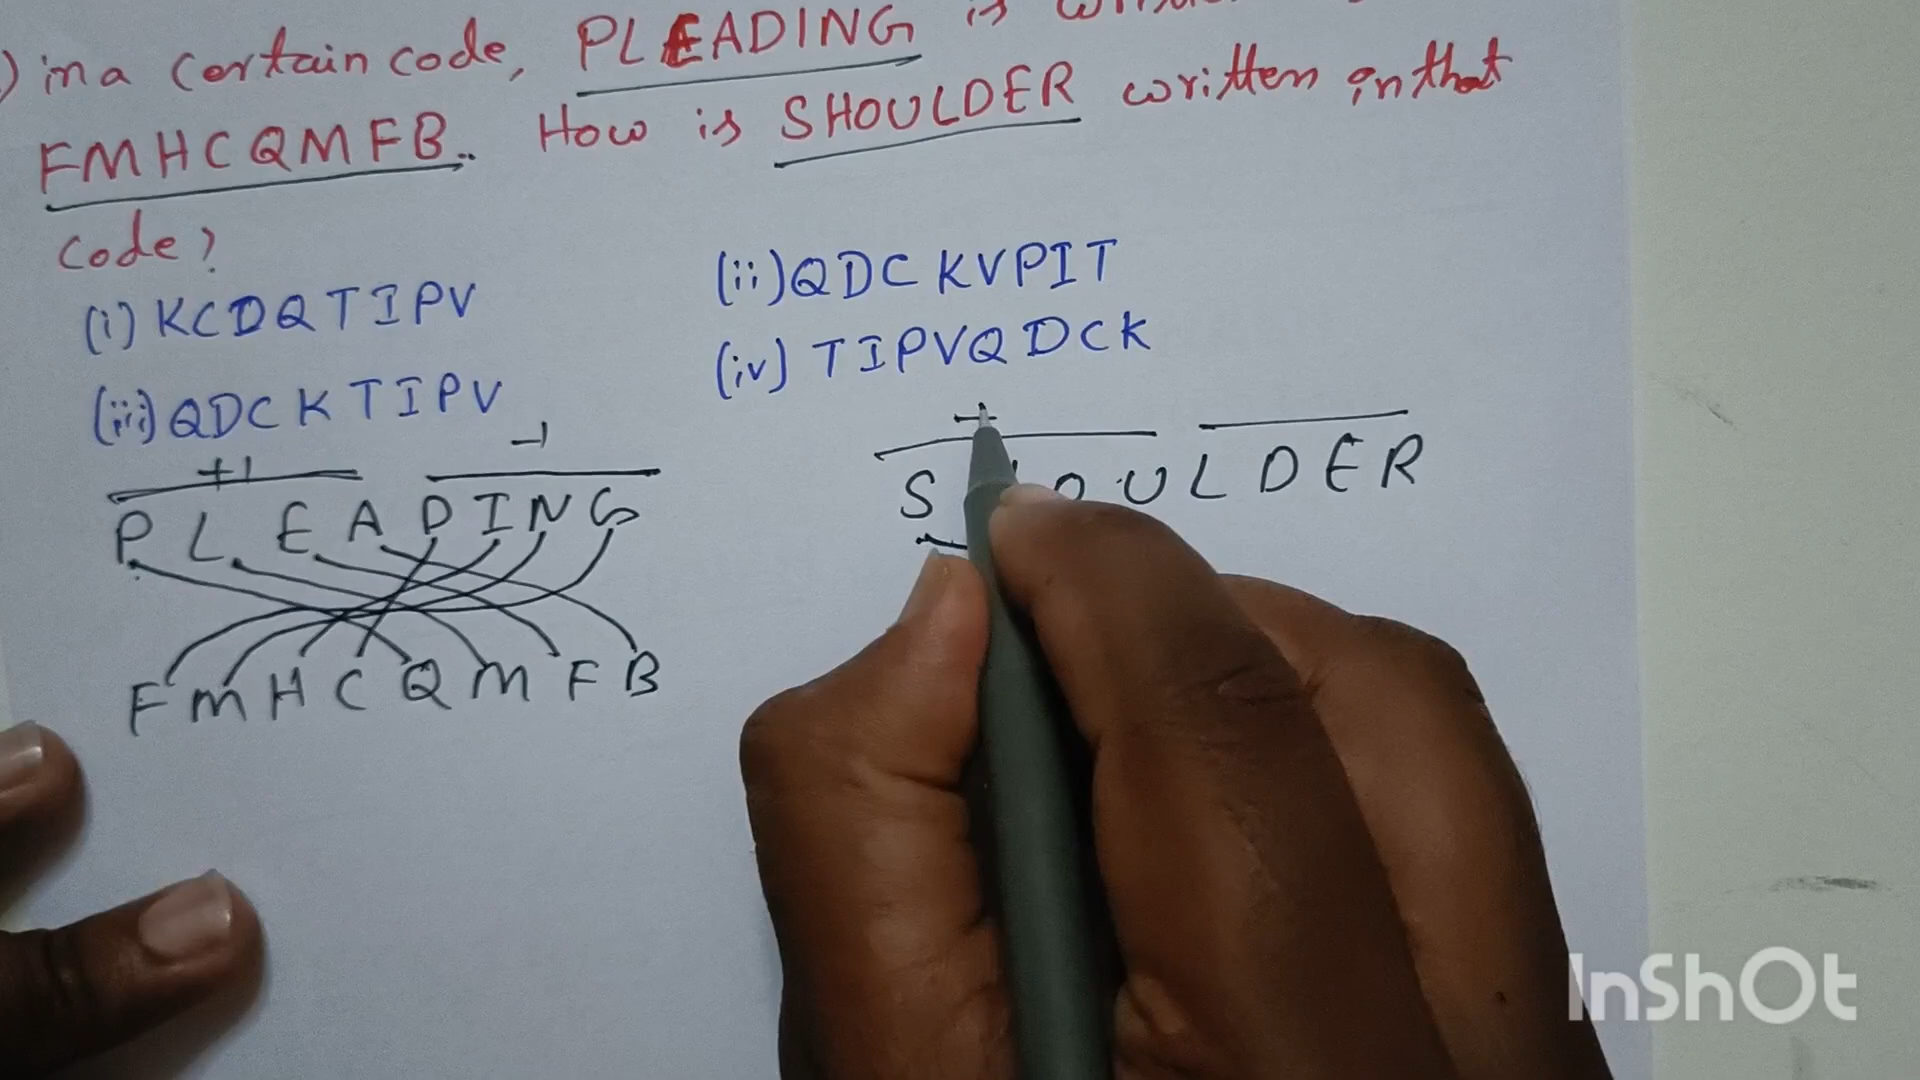 ) in a certain code, PLEADING is
FMHCQMFB.. How is SHOULDER written in that
code?
(i) KCDQTIPV
(ii) QDCKVPIT
(iii) QDCKTIPV
(iv) TIPVQDCK
+1 -1
PLEADING
FMHCQMFB
S OULDER
InShOt